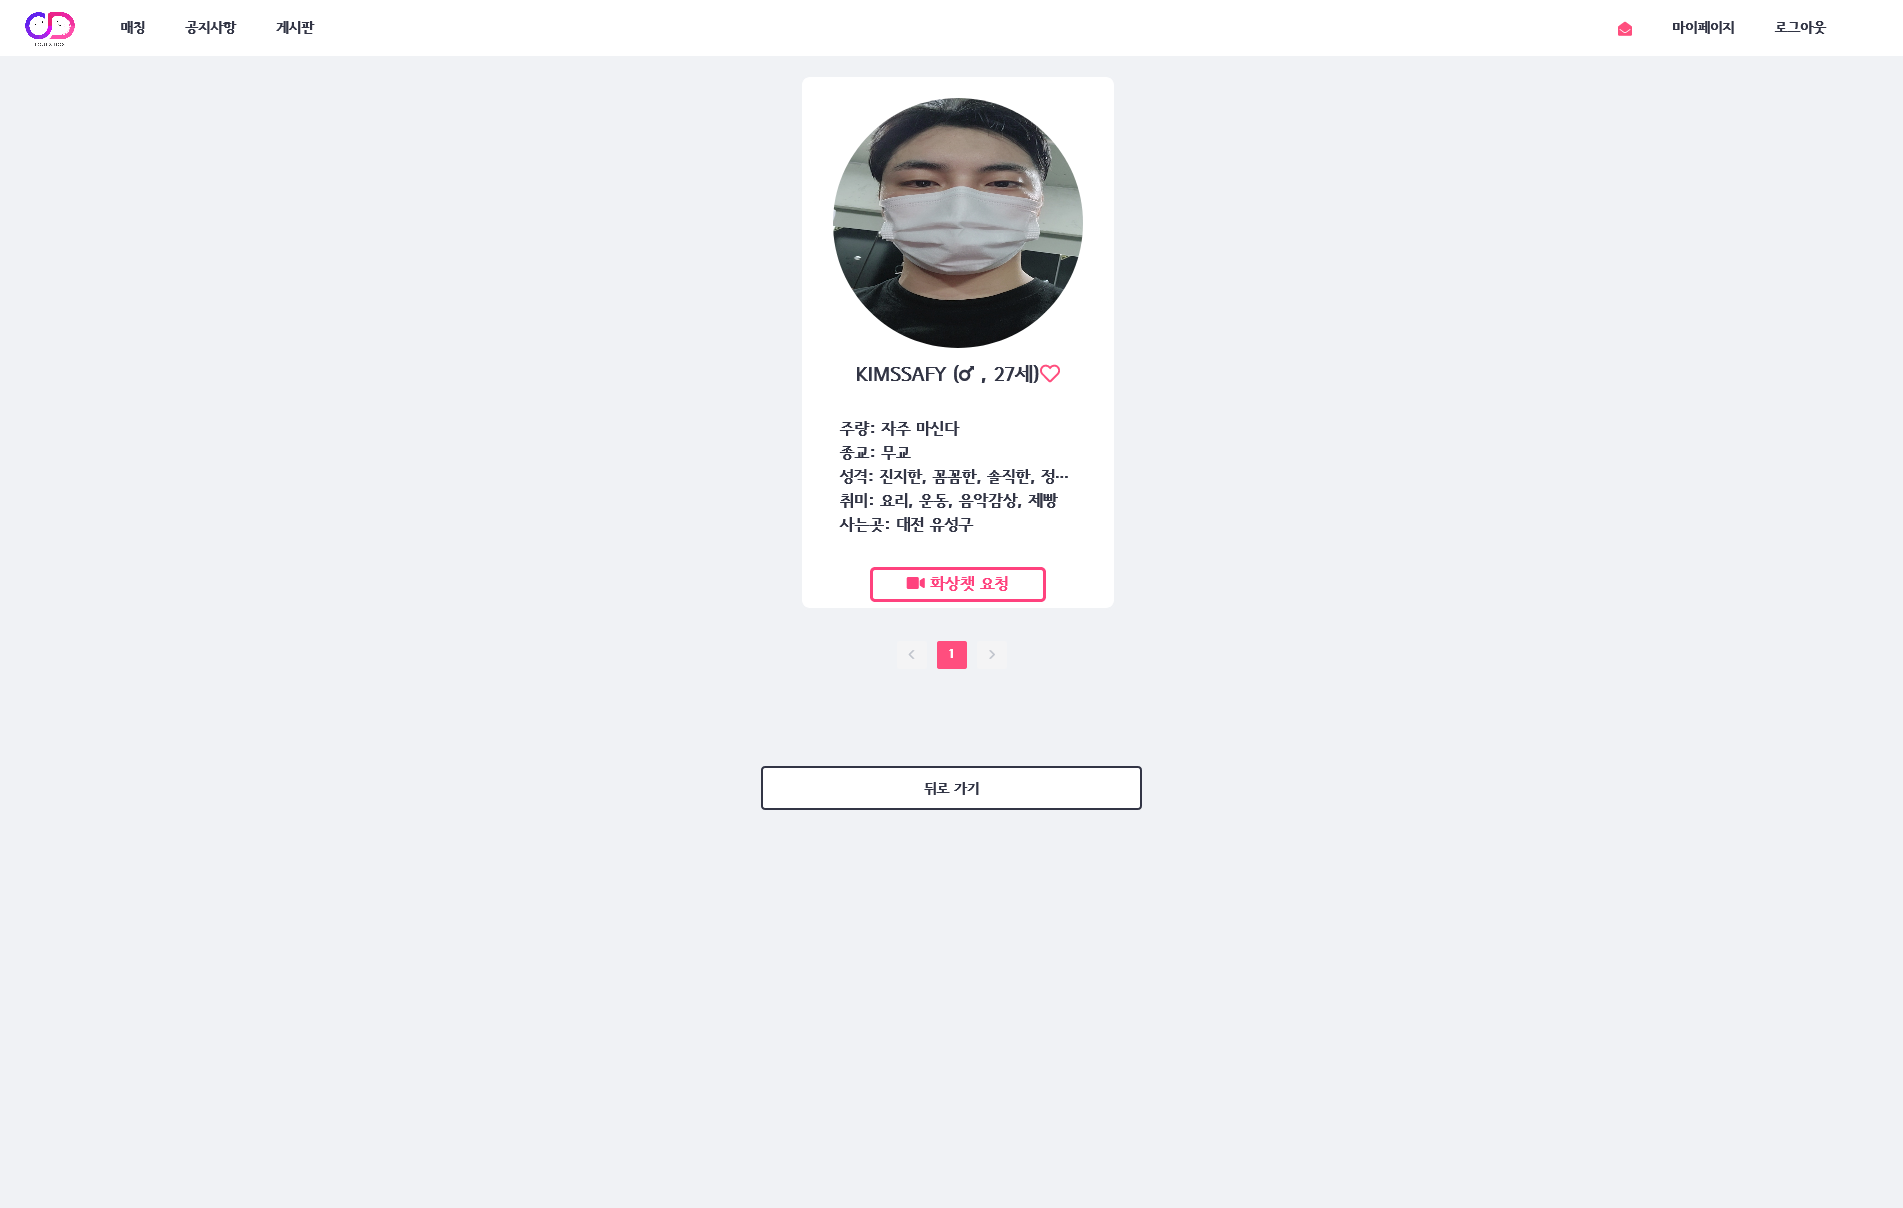 매칭
공지사항
게시판
마이페이지
로그아웃
KIMSSAFY (♂ , 27세)
주량: 자주 마신다
종교: 무교
성격: 진지한, 꼼꼼한, 솔직한, 정…
취미: 요리, 운동, 음악감상, 제빵
사는곳: 대전 유성구
화상챗 요청
1
뒤로 가기